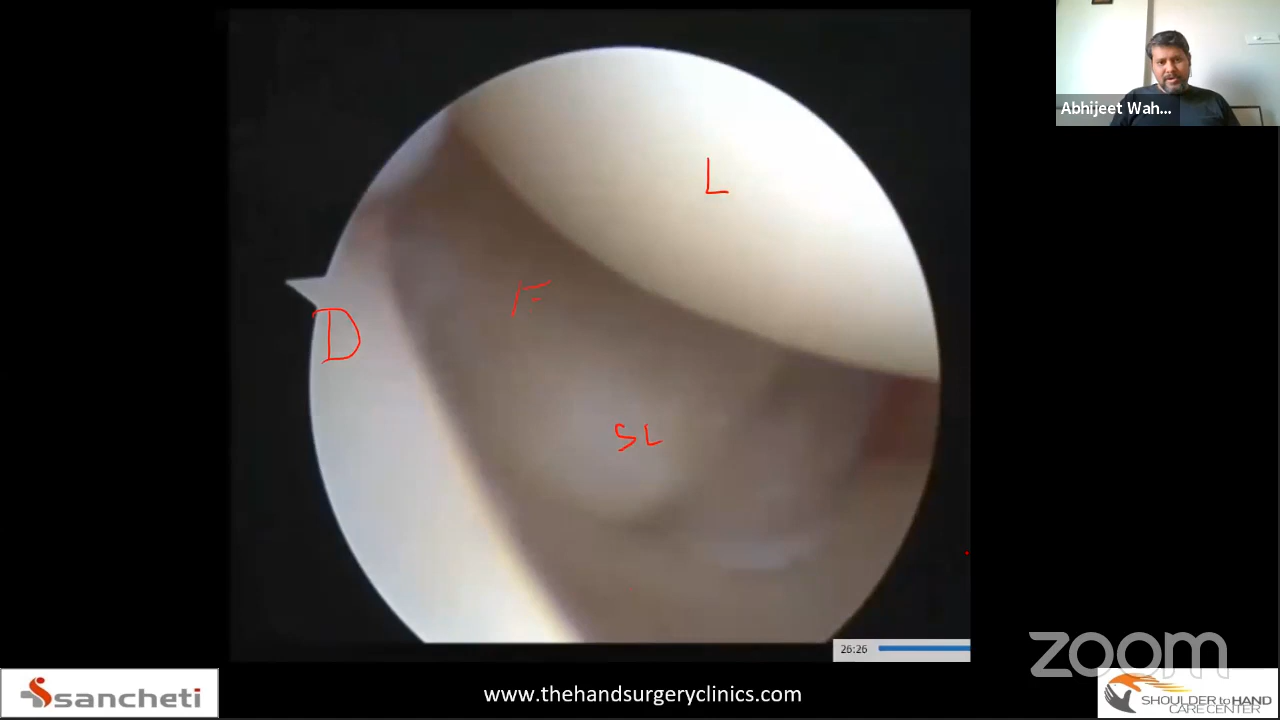 Abhijeet Wah...
L
F
D
SL
26:26
zoom
sancheti
www.thehandsurgeryclinics.com
SHOULDER to HAND
CARE CENTER